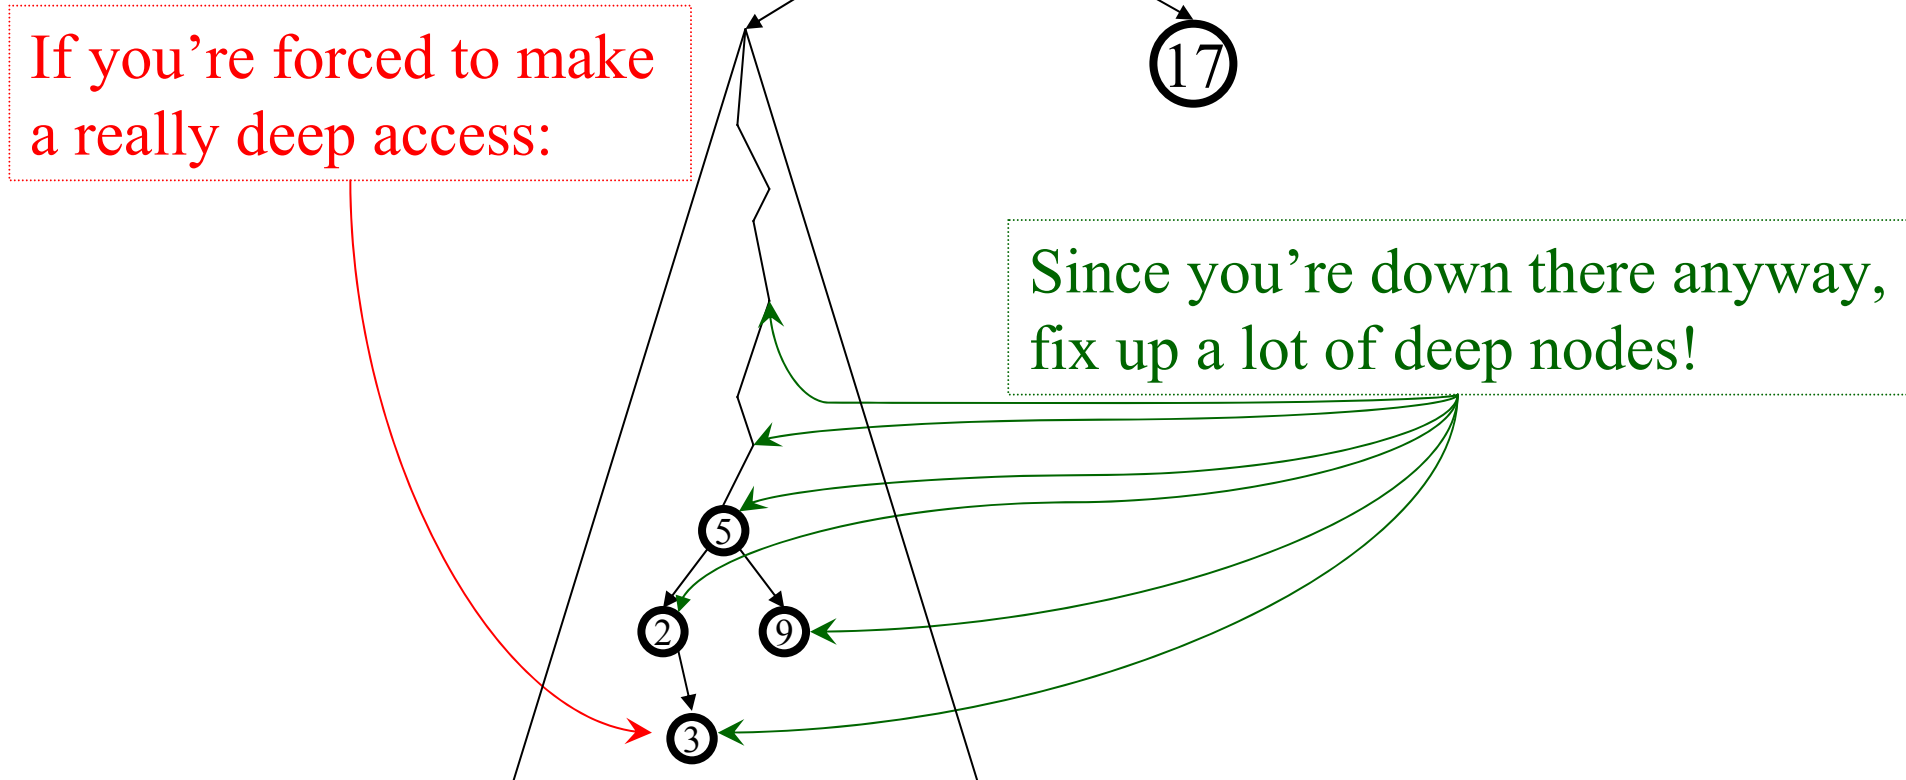 If you’re forced to make
a really deep access:
17
Since you’re down there anyway,
fix up a lot of deep nodes!
5
2
9
3